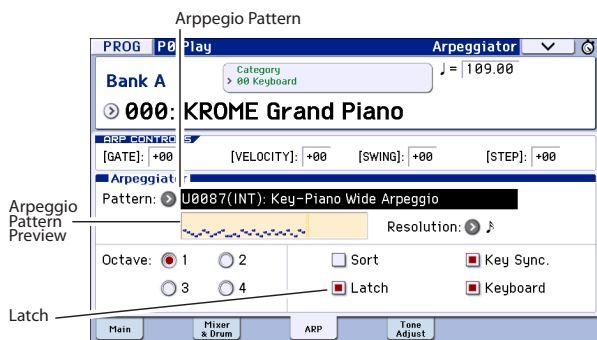 Arppegio Pattern
PROG P0 Play Arpeggiator
Bank A
Category
00 Keyboard
♩= 109.00
000: KROME Grand Piano
ARP CONTROLS
[GATE]: +00 [VELOCITY]: +00 [SWING]: +00 [STEP]: +00
Arpeggiator
Pattern: U0087(INT): Key-Piano Wide Arpeggio
Arpeggio
Pattern
Preview
Resolution: ♪
Octave: 1 2 Sort Key Sync.
3 4 Latch Keyboard
Latch
Main Mixer & Drum ARP Tone Adjust